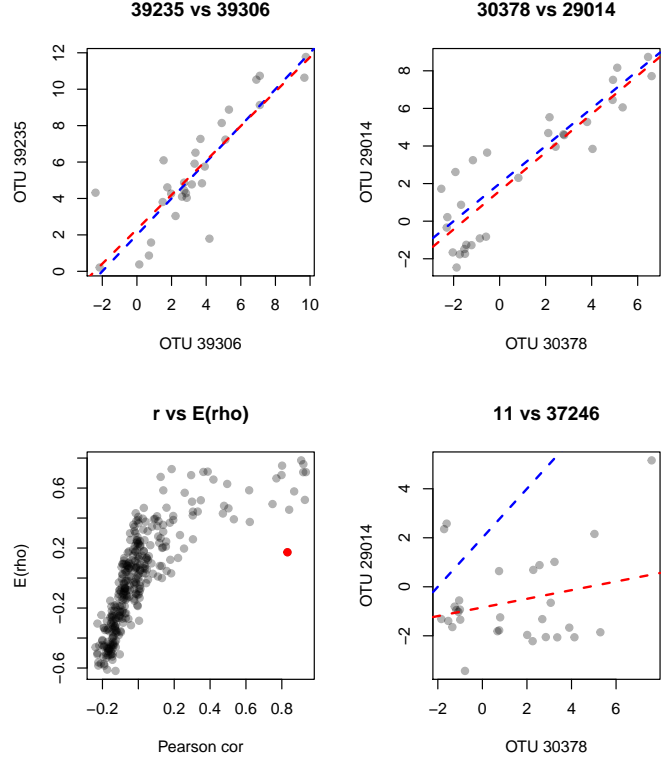 39235 vs 39306
OTU 39235
0 2 4 6 8 10 12
−2 0 2 4 6 8 10
OTU 39306
30378 vs 29014
OTU 29014
−2 0 2 4 6 8
−2 0 2 4 6
OTU 30378
r vs E(rho)
E(rho)
−0.6 −0.2 0.2 0.6
−0.2 0.2 0.4 0.6 0.8
Pearson cor
11 vs 37246
OTU 29014
−2 0 2 4
−2 0 2 4 6
OTU 30378